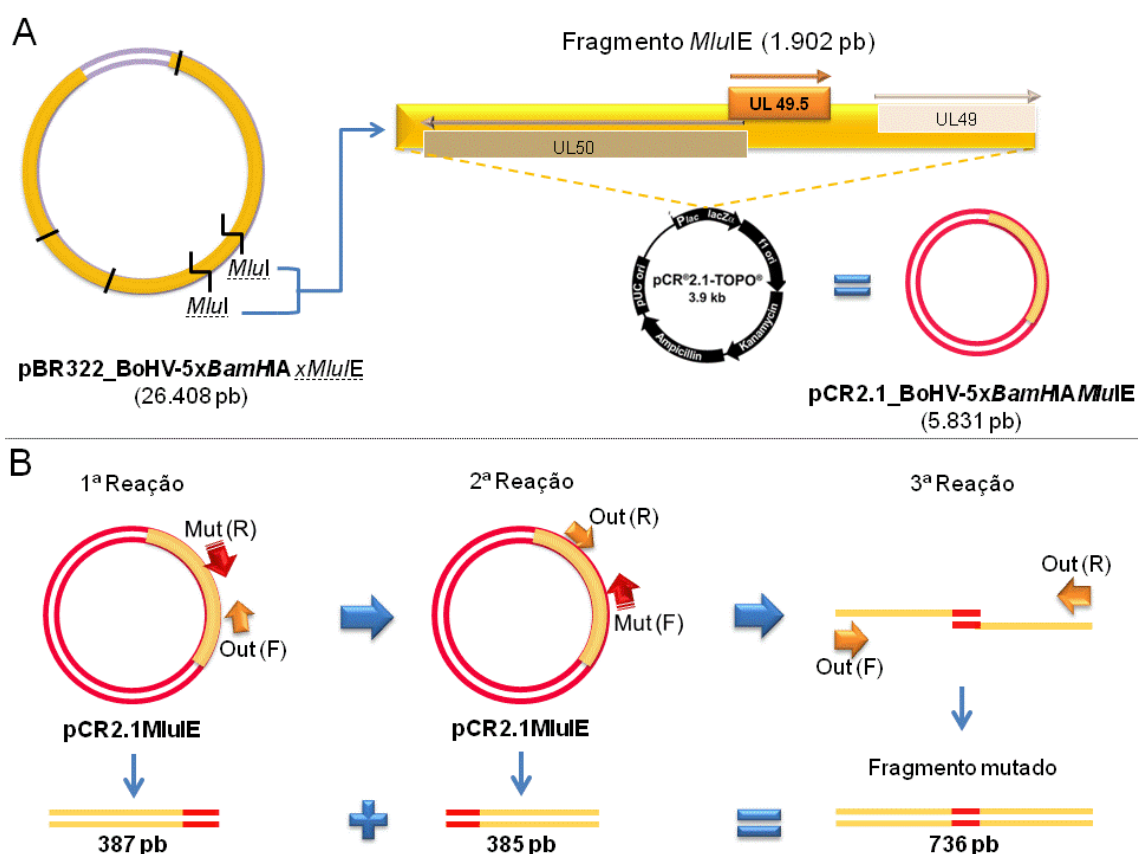 A
Fragmento MluIE (1.902 pb)
UL 49.5
UL49
UL50
MluI
MluI
Plac lacZα
f1 ori
Kanamycin
Ampicillin
pUC ori
pCR®2.1-TOPO®
3.9 kb
pBR322_BoHV-5xBamHIA xMluIE
(26.408 pb)
pCR2.1_BoHV-5xBamHIAMluIE
(5.831 pb)
B
1ª Reação
2ª Reação
3ª Reação
Mut (R)
Out (F)
pCR2.1MluIE
387 pb
Out (R)
Mut (F)
pCR2.1MluIE
385 pb
Out (R)
Out (F)
Fragmento mutado
736 pb